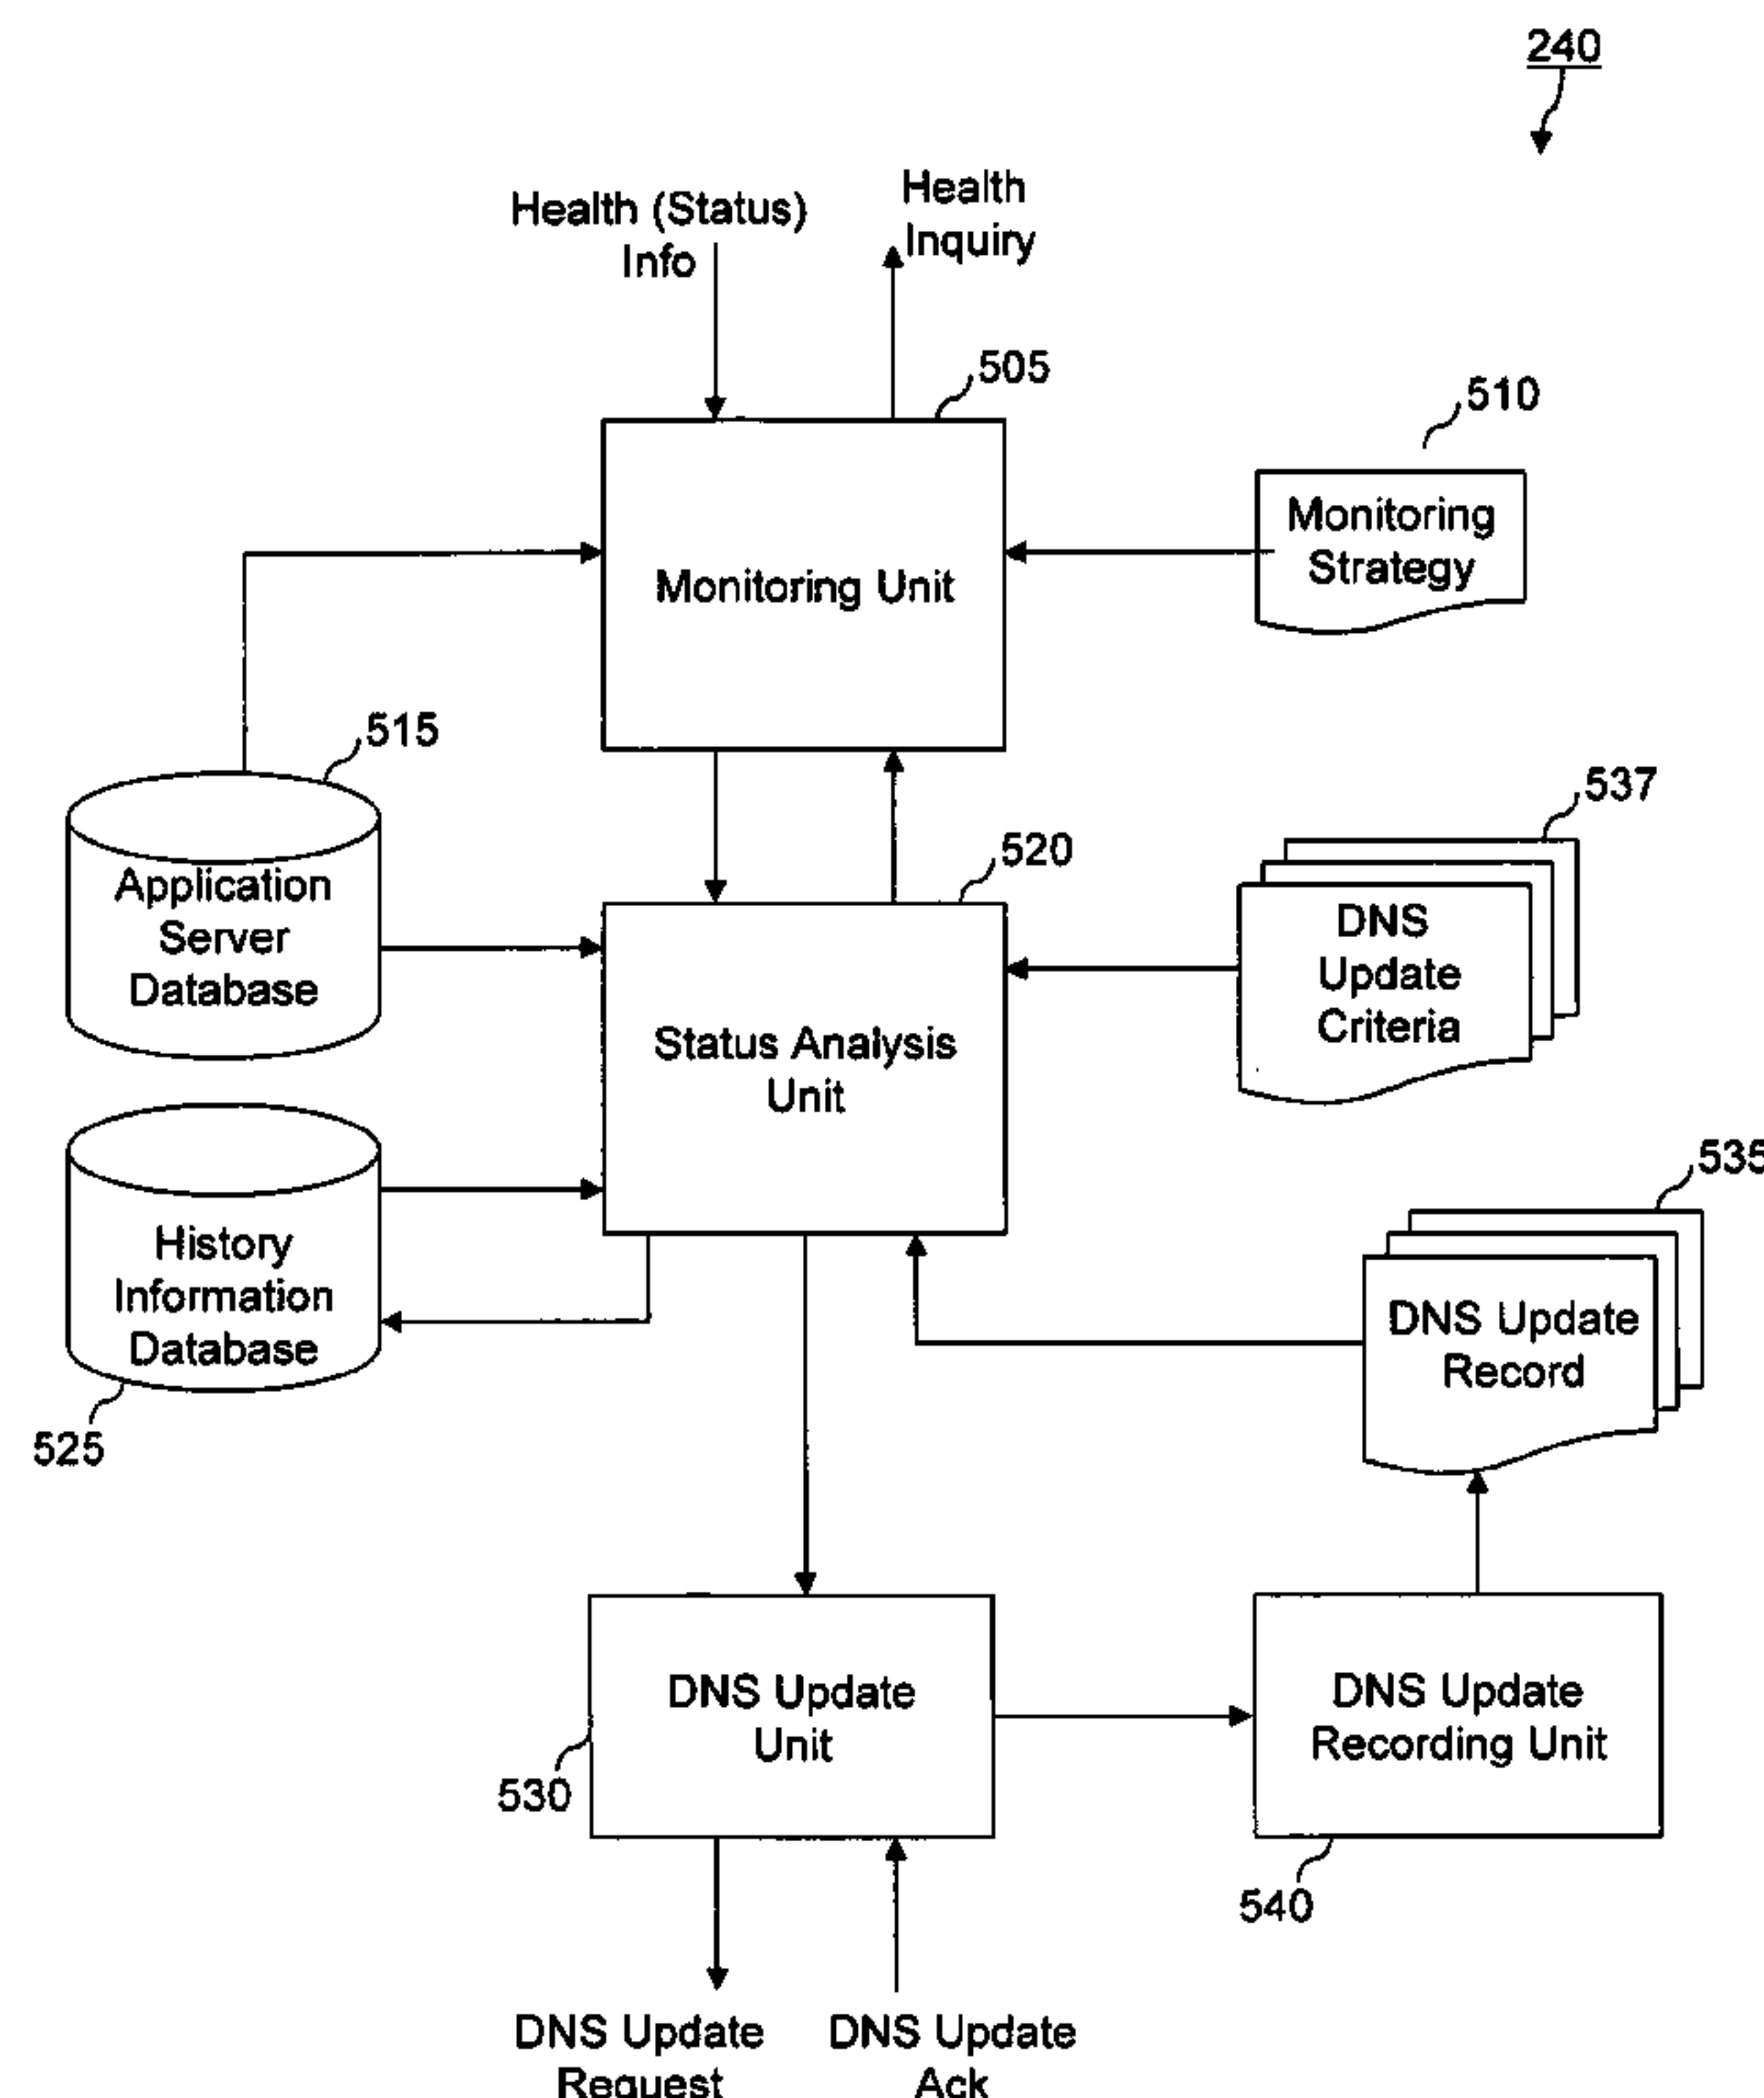 240
Health (Status)
Info
Health
Inquiry
505
510
Monitoring Unit
Monitoring
Strategy
515
537
520
Application
Server
Database
DNS
Update
Criteria
Status Analysis
Unit
535
History
Information
Database
DNS Update
Record
525
DNS Update
Unit
DNS Update
Recording Unit
530
540
DNS Update
Request
DNS Update
Ack